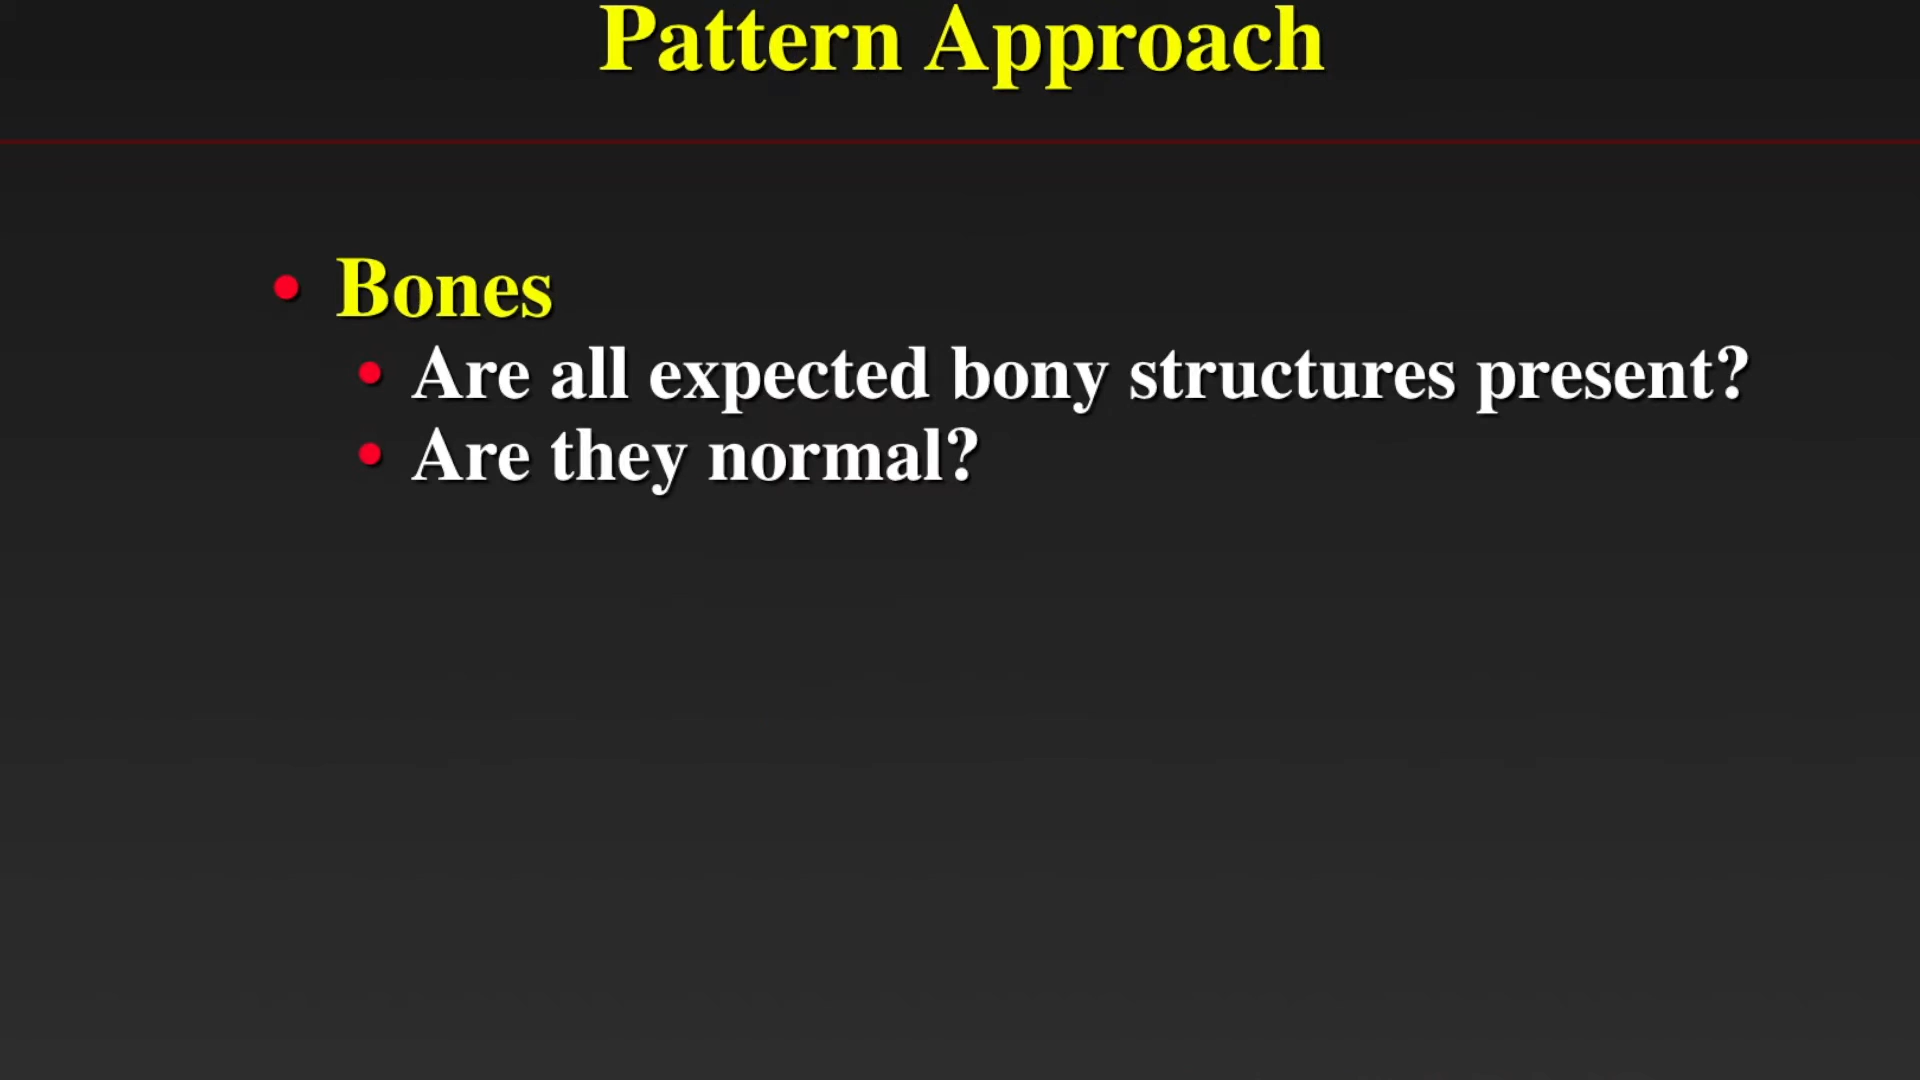 Pattern Approach
• Bones
• Are all expected bony structures present?
• Are they normal?